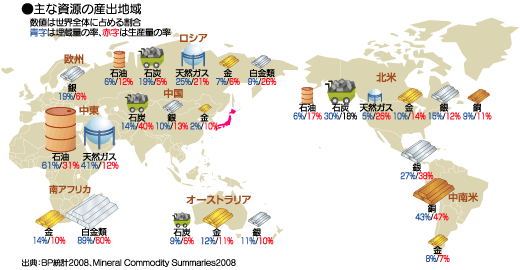 ●主な資源の産出地域
数値は世界全体に占める割合
青字は埋蔵量の率、赤字は生産量の率
ロシア
石油
6%/12%
石炭
19%/5%
天然ガス
25%/21%
金
7%/6%
白金類
9%/26%
欧州
銀
19%/6%
中国
石炭
14%/40%
銀
10%/13%
金
2%/10%
中東
石油
61%/31%
天然ガス
41%/12%
南アフリカ
金
14%/10%
白金類
89%/60%
オーストラリア
石炭
9%/6%
金
12%/11%
銀
11%/10%
北米
石油
6%/17%
石炭
30%/18%
天然ガス
5%/26%
金
10%/14%
銀
15%/12%
銅
9%/11%
中南米
銀
27%/39%
銅
43%/47%
金
8%/7%
出典：BP統計2008、Mineral Commodity Summaries2008